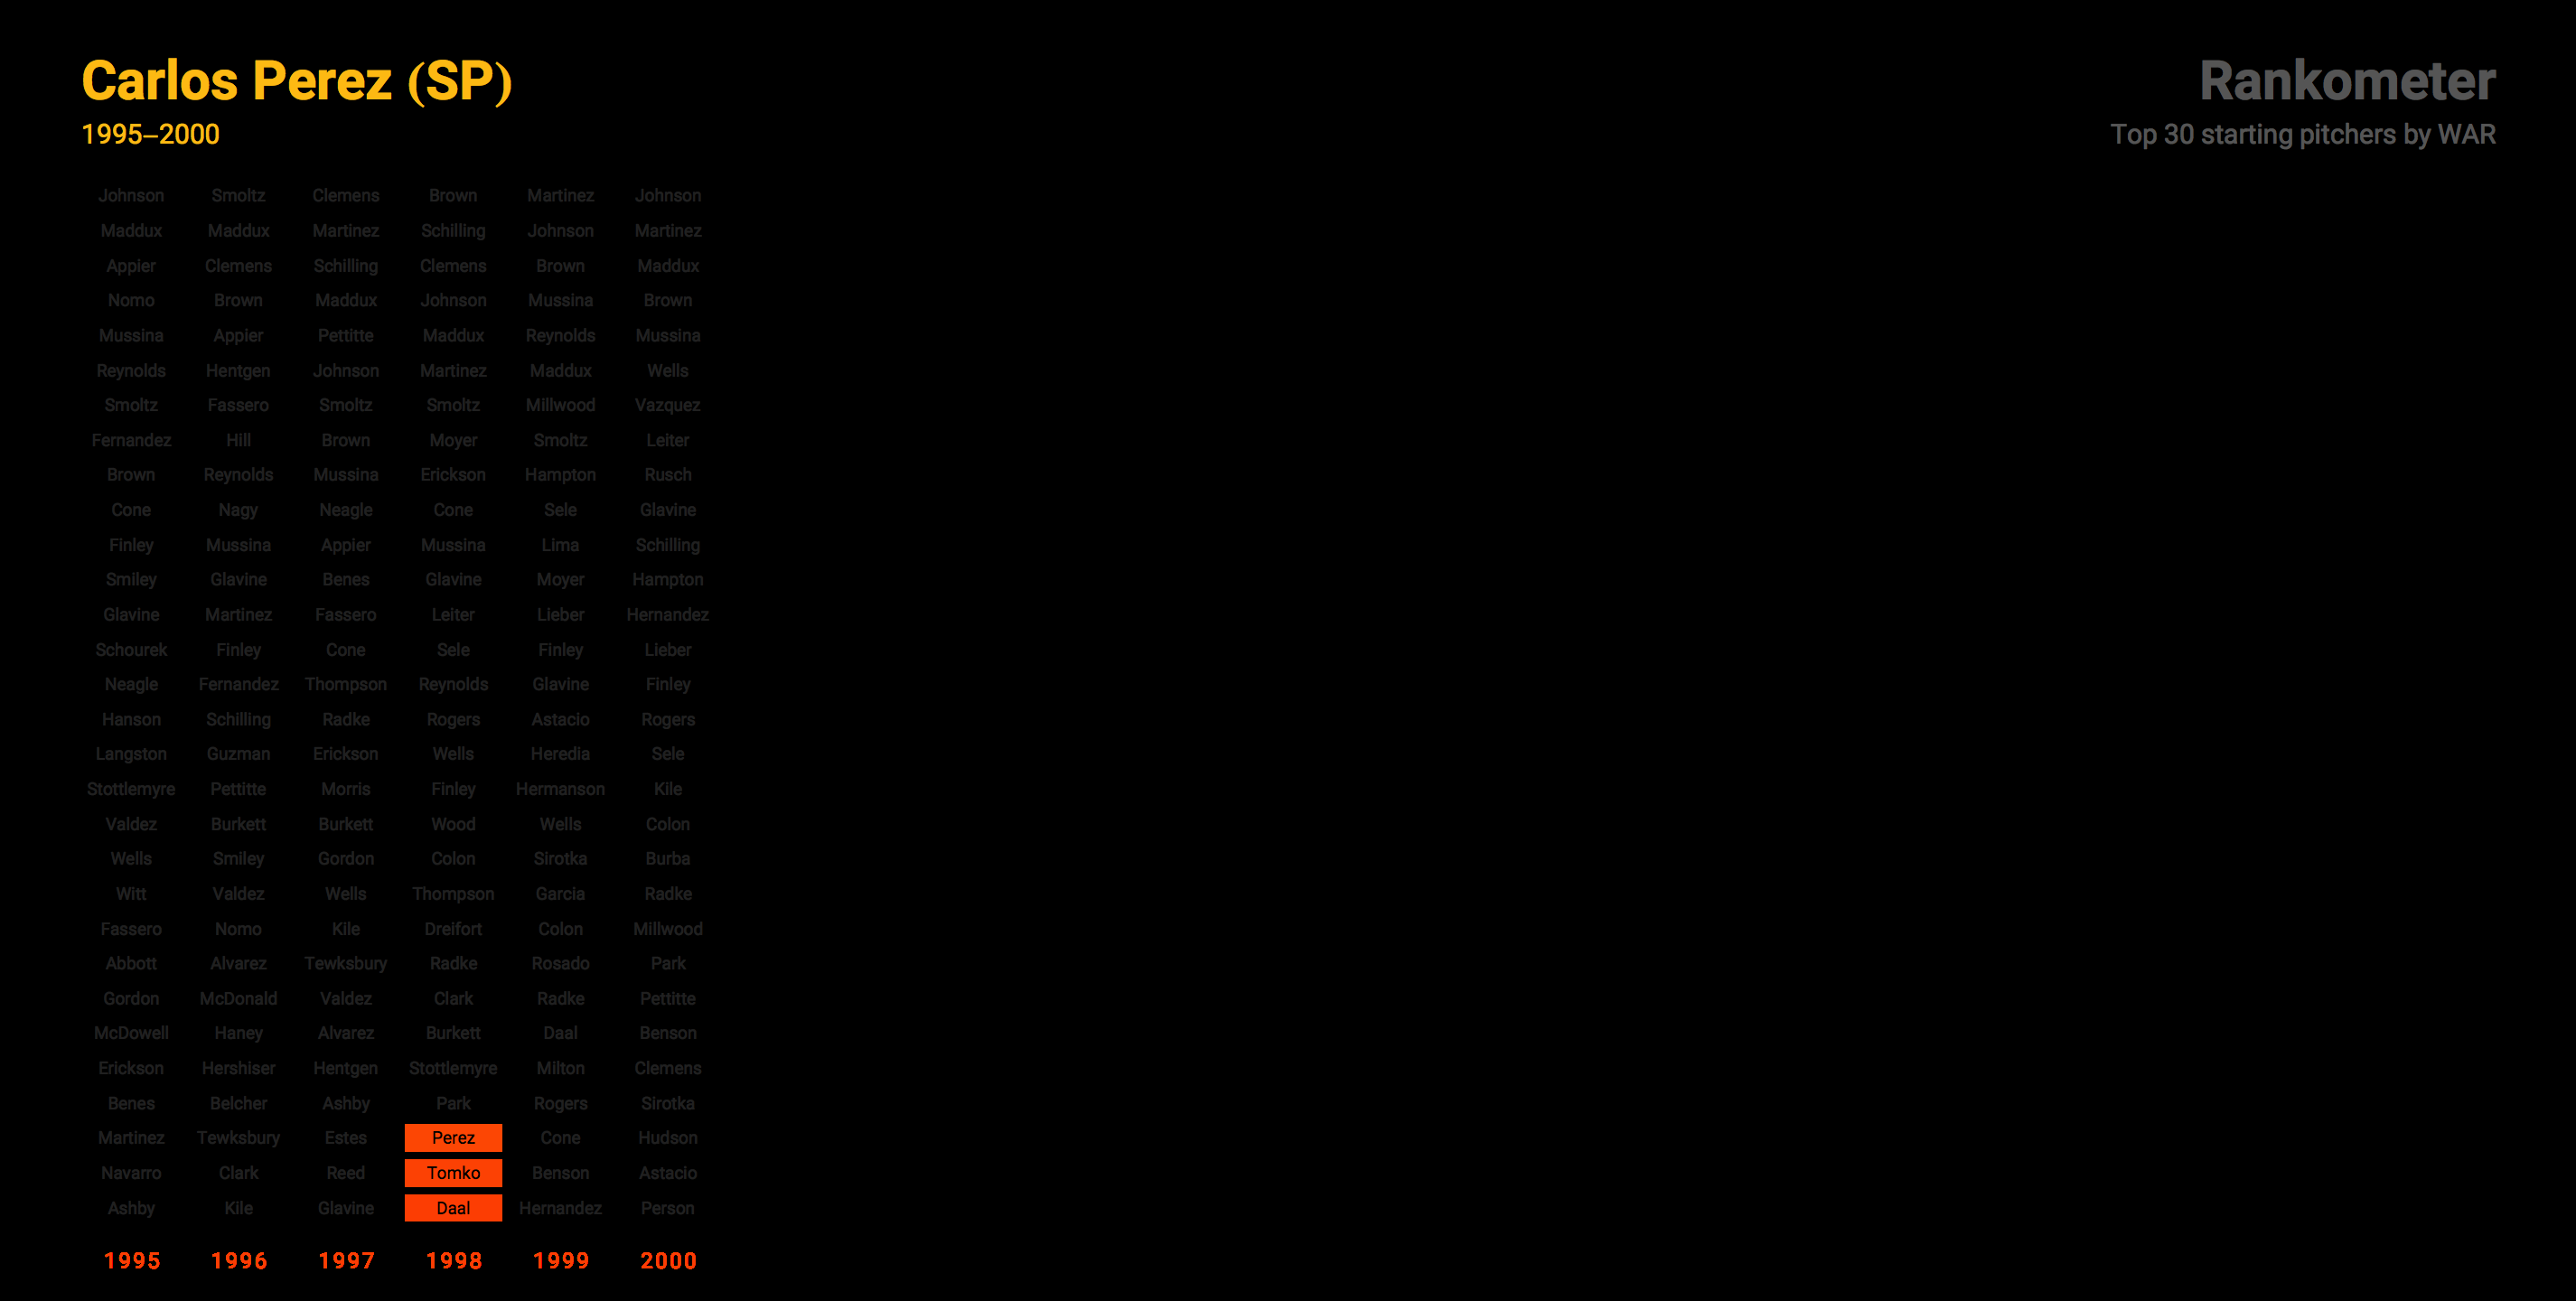 Carlos Perez (SP)
1995–2000
Rankometer
Top 30 starting pitchers by WAR
Johnson Smoltz Clemens Brown Martinez Johnson
Maddux Maddux Martinez Schilling Johnson Martinez
Appier Clemens Schilling Clemens Brown Maddux
Nomo Brown Maddux Johnson Mussina Brown
Mussina Appier Pettitte Maddux Reynolds Mussina
Reynolds Hentgen Johnson Martinez Maddux Wells
Smoltz Fassero Smoltz Smoltz Millwood Vazquez
Fernandez Hill Brown Moyer Smoltz Leiter
Brown Reynolds Mussina Erickson Hampton Rusch
Cone Nagy Neagle Cone Sele Glavine
Finley Mussina Appier Mussina Lima Schilling
Smiley Glavine Benes Glavine Moyer Hampton
Glavine Martinez Fassero Leiter Lieber Hernandez
Schourek Finley Cone Sele Finley Lieber
Neagle Fernandez Thompson Reynolds Glavine Finley
Hanson Schilling Radke Rogers Astacio Rogers
Langston Guzman Erickson Wells Heredia Sele
Stottlemyre Pettitte Morris Finley Hermanson Kile
Valdez Burkett Burkett Wood Wells Colon
Wells Smiley Gordon Colon Sirotka Burba
Witt Valdez Wells Thompson Garcia Radke
Fassero Nomo Kile Dreifort Colon Millwood
Abbott Alvarez Tewksbury Radke Rosado Park
Gordon McDonald Valdez Clark Radke Pettitte
McDowell Haney Alvarez Burkett Daal Benson
Erickson Hershiser Hentgen Stottlemyre Milton Clemens
Benes Belcher Ashby Park Rogers Sirotka
Martinez Tewksbury Estes Perez Cone Hudson
Navarro Clark Reed Tomko Benson Astacio
Ashby Kile Glavine Daal Hernandez Person
1995 1996 1997 1998 1999 2000